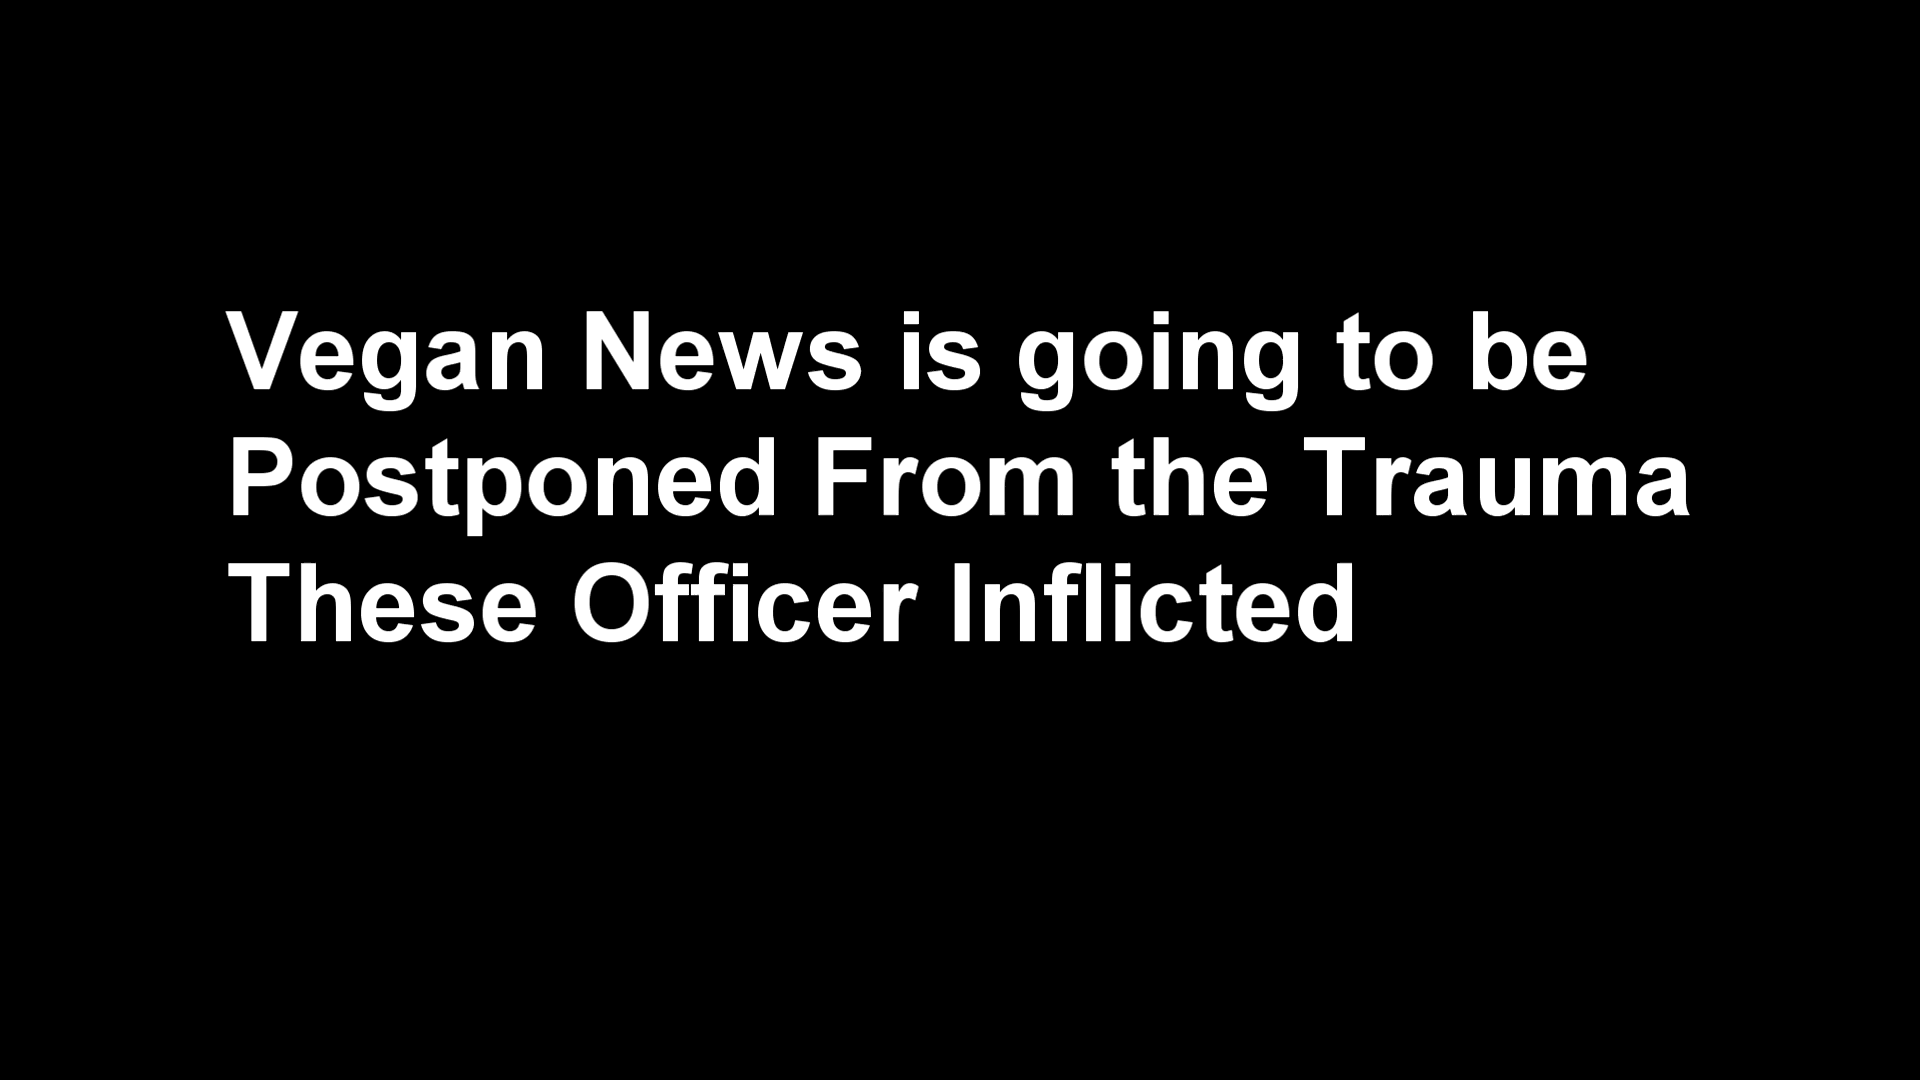 Vegan News is going to be
Postponed From the Trauma
These Officer Inflicted